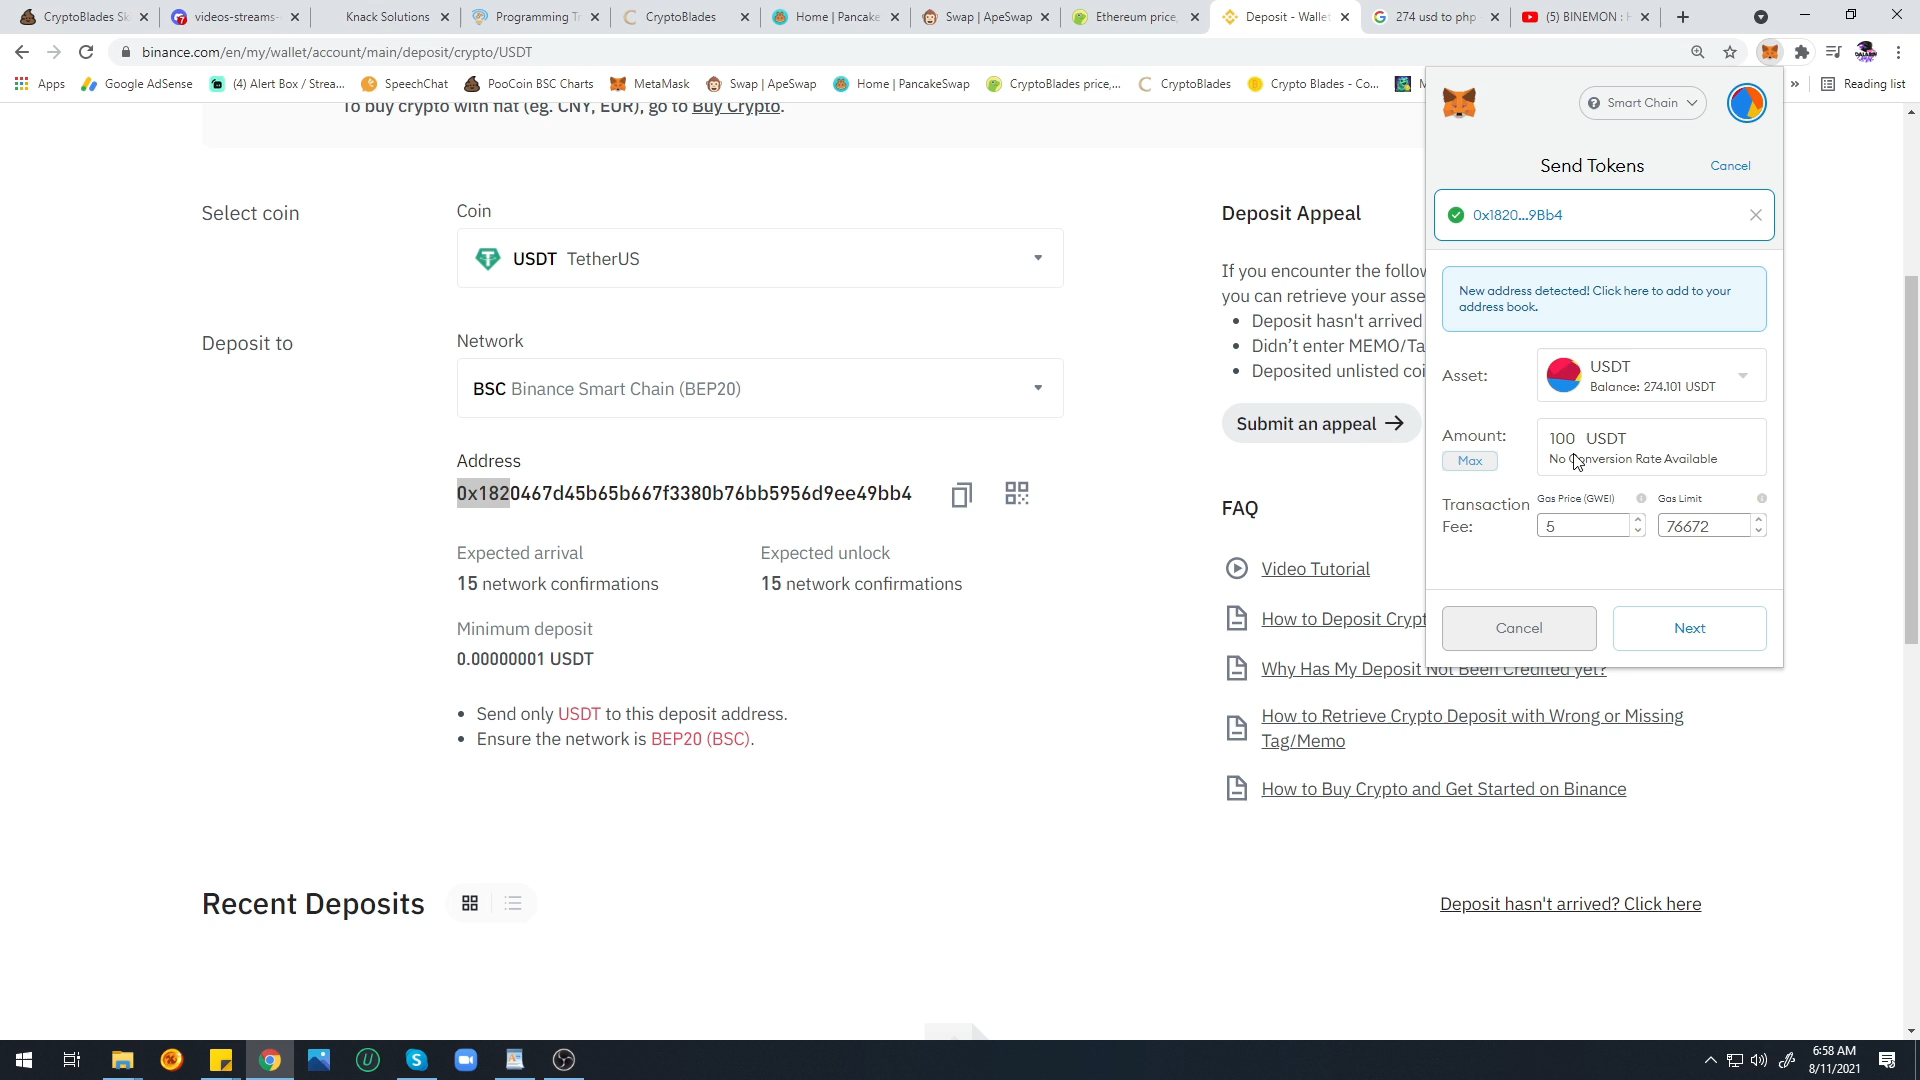 CryptoBlades Sk
videos-streams-
Knack Solutions
Programming T
CryptoBlades
Home | Pancake
Swap | ApeSwap
Ethereum price,
Deposit - Wallet
274 usd to php
(5) BINEMON :
binance.com/en/my/wallet/account/main/deposit/crypto/USDT
Apps
Google AdSense
(4) Alert Box / Strea...
SpeechChat
PooCoin BSC Charts
MetaMask
Swap | ApeSwap
Home | PancakeSwap
CryptoBlades price,...
CryptoBlades
Crypto Blades - Co...
»
Reading list
To buy crypto with fiat (eg. CNY, EUR), go to Buy Crypto.
Select coin
Coin
USDT TetherUS
Deposit to
Network
BSC Binance Smart Chain (BEP20)
Address
0x1820467d45b65b667f3380b76bb5956d9ee49bb4
Expected arrival
Expected unlock
15 network confirmations
15 network confirmations
Minimum deposit
0.00000001 USDT
• Send only USDT to this deposit address.
• Ensure the network is BEP20 (BSC).
Deposit Appeal
If you encounter the follow
you can retrieve your asse
• Deposit hasn't arrived
• Didn't enter MEMO/Ta
• Deposited unlisted coi
Submit an appeal →
FAQ
Video Tutorial
How to Deposit Crypt
Why Has My Deposit Not Been Credited yet?
How to Retrieve Crypto Deposit with Wrong or Missing
Tag/Memo
How to Buy Crypto and Get Started on Binance
Smart Chain
Send Tokens
Cancel
0x1820...9Bb4
New address detected! Click here to add to your
address book.
Asset:
USDT
Balance: 274.101 USDT
Amount:
Max
100 USDT
No Conversion Rate Available
Transaction
Fee:
Gas Price (GWEI)
Gas Limit
5
76672
Cancel
Next
Recent Deposits
Deposit hasn't arrived? Click here
6:58 AM
8/11/2021